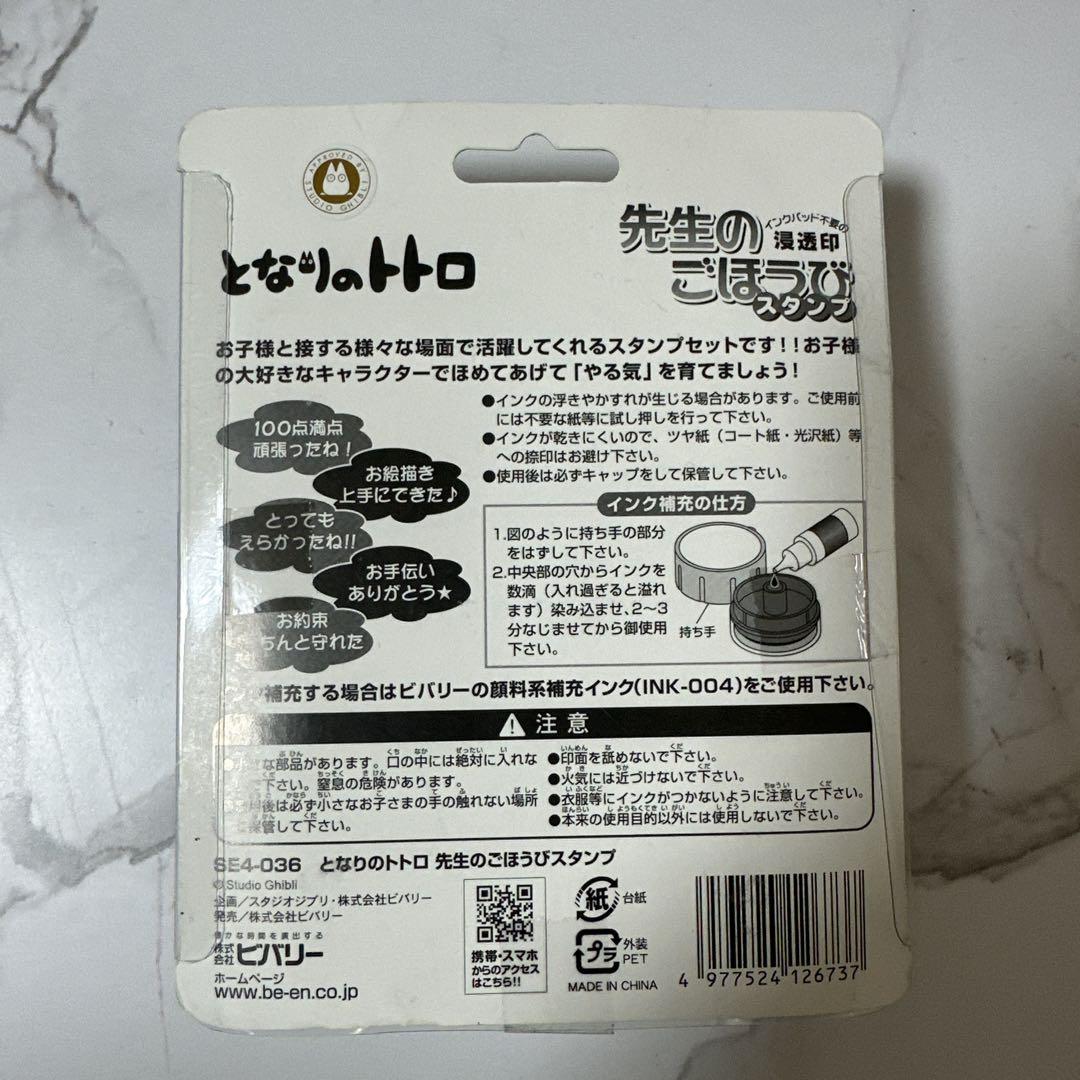 APPROVED BY STUDIO GHIBLI
となりのトトロ
インクパッド不要の
浸透印
先生の
ごほうび
スタンプ
お子様と接する様々な場面で活躍してくれるスタンプセットです!!お子様
の大好きなキャラクターでほめてあげて「やる気」を育てましょう!
100点満点
頑張ったね!
お絵描き
上手にできた♪
とっても
えらかったね!!
お手伝い
ありがとう★
お約束
ちんと守れた
●インクの浮きやかすれが生じる場合があります。ご使用前
には不要な紙等に試し押しを行って下さい。
●インクが乾きにくいので、ツヤ紙(コート紙・光沢紙)等
への捺印はお避け下さい。
●使用後は必ずキャップをして保管して下さい。
インク補充の仕方
1.図のように持ち手の部分
をはずして下さい。
2.中央部の穴からインクを
数滴(入れ過ぎると溢れ
ます)染み込ませ、2〜3
分なじませてから御使用
下さい。
持ち手
補充する場合はビバリーの顔料系補充インク(INK-004)をご使用下さい。
注意
な部品があります。口の中には絶対に入れな
下さい。窒息の危険があります。
後は必ず小さなお子さまの手の触れない場所
保管して下さい。
●印面を舐めないで下さい。
●火気には近づけないで下さい。
●衣服等にインクがつかないように注意して下さい。
●本来の使用目的以外には使用しないで下さい。
SE4-036 となりのトトロ 先生のごほうびスタンプ
© Studio Ghibli
企画/スタジオジブリ・株式会社ビバリー
発売/株式会社ビバリー
な時間を演出する
株式会社 ビバリー
ホームページ
www.be-en.co.jp
携帯・スマホ
からのアクセス
はこちら!!
紙
台紙
プラ
外装
PET
MADE IN CHINA
4 977524 126737